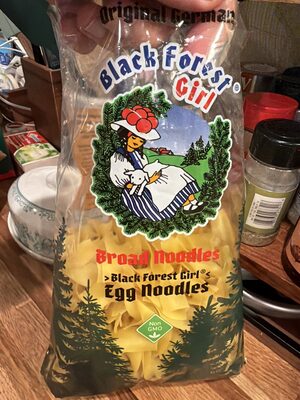 Original German
Black Forest®
Girl
Broad Noodles
>Black Forest Girl®<
Egg Noodles
Non
GMO